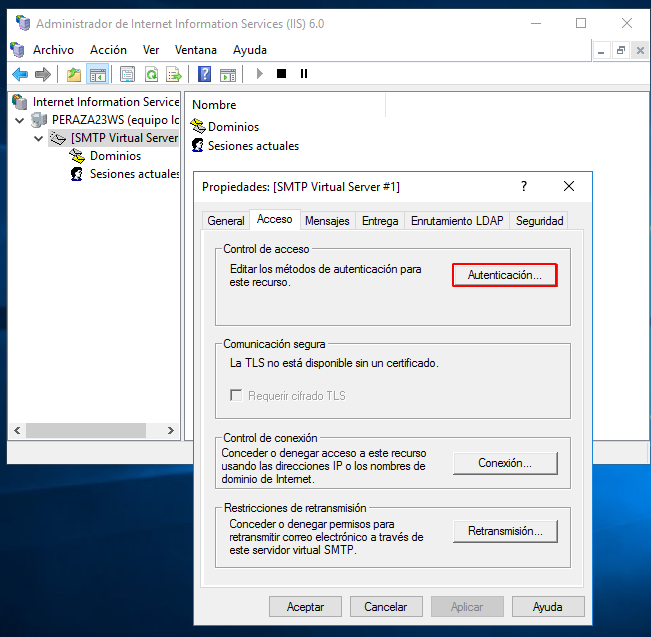 Administrador de Internet Information Services (IIS) 6.0
Archivo Acción Ver Ventana Ayuda
Internet Information Service
PERAZA23WS (equipo lo
[SMTP Virtual Server
Dominios
Sesiones actuales
Nombre
Dominios
Sesiones actuales
Propiedades: [SMTP Virtual Server #1]
General Acceso Mensajes Entrega Enrutamiento LDAP Seguridad
Control de acceso
Editar los métodos de autenticación para
este recurso.
Autenticación...
Comunicación segura
La TLS no está disponible sin un certificado.
Requerir cifrado TLS
Control de conexión
Conceder o denegar acceso a este recurso
usando las direcciones IP o los nombres de
dominio de Internet.
Conexión...
Restricciones de retransmisión
Conceder o denegar permisos para
retransmitir correo electrónico a través de
este servidor virtual SMTP.
Retransmisión...
Aceptar Cancelar Aplicar Ayuda